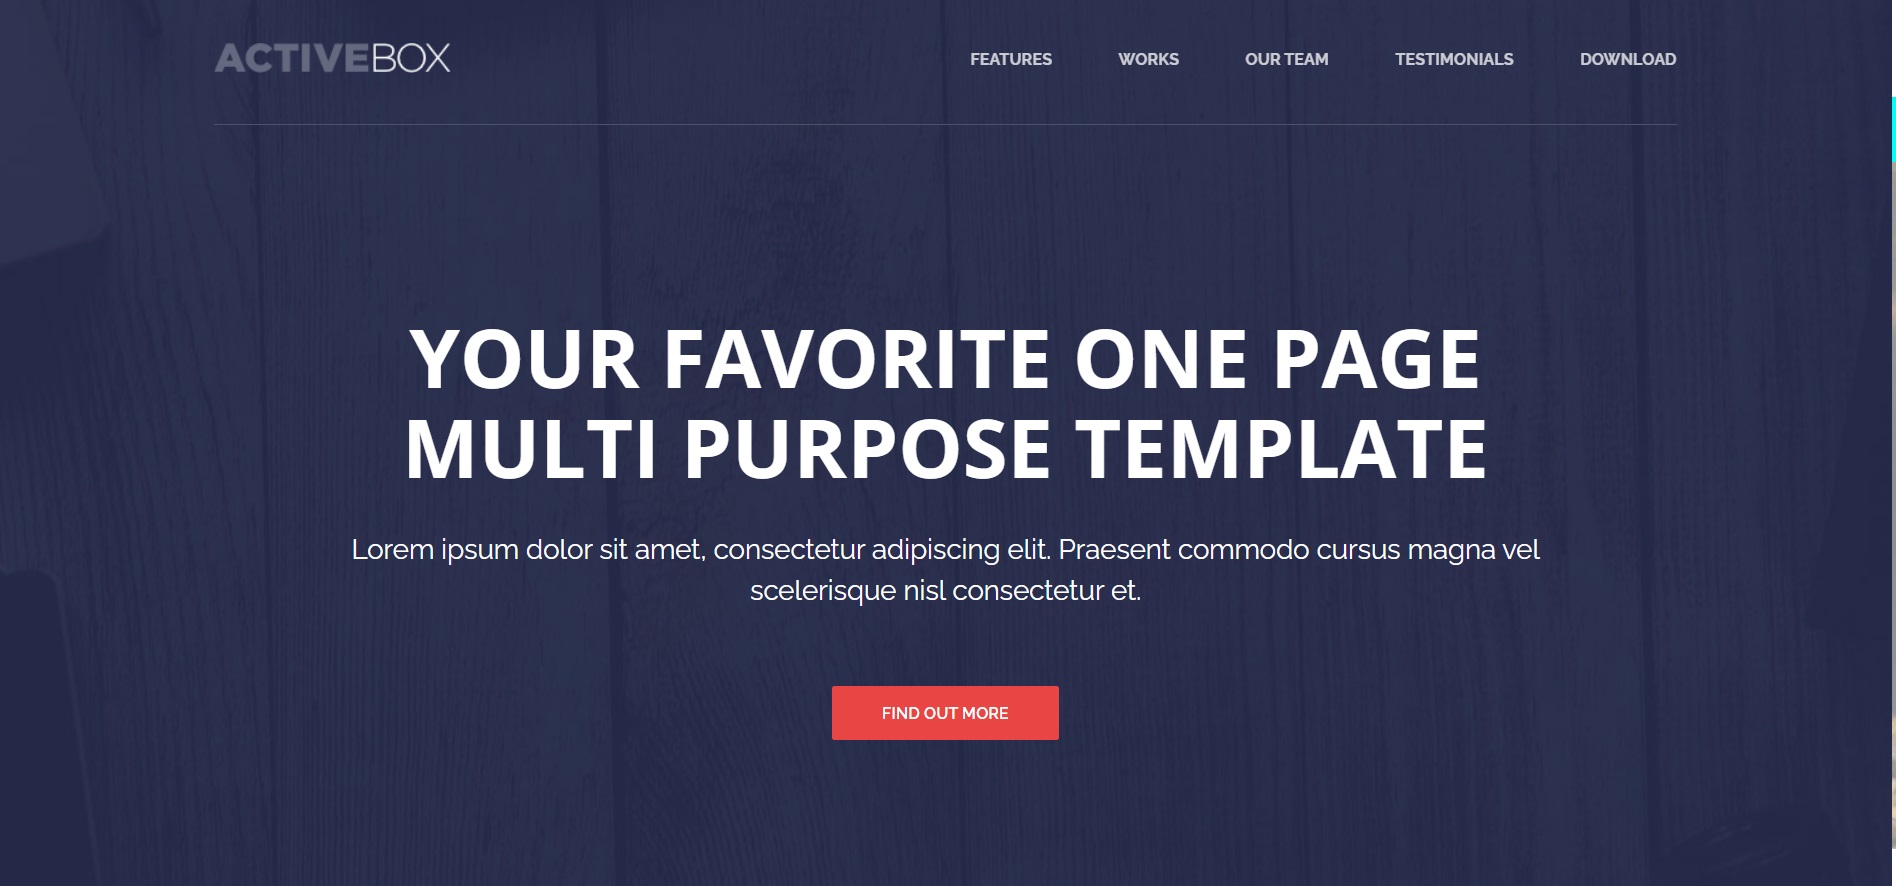 ACTIVEBOX
FEATURES WORKS OUR TEAM TESTIMONIALS DOWNLOAD
YOUR FAVORITE ONE PAGE
MULTI PURPOSE TEMPLATE
Lorem ipsum dolor sit amet, consectetur adipiscing elit. Praesent commodo cursus magna vel
scelerisque nisl consectetur et.
FIND OUT MORE